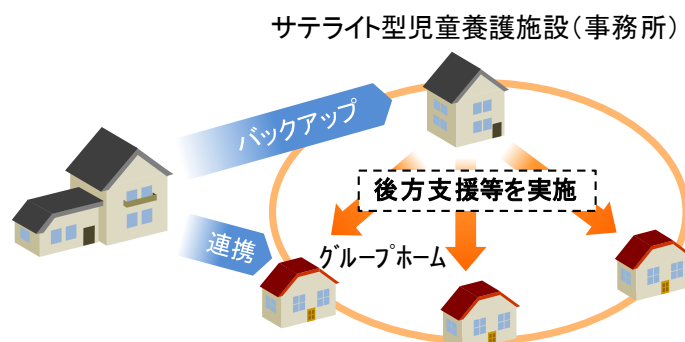 サテライト型児童養護施設（事務所）
バックアップ
後方支援等を実施
連携
グループホーム